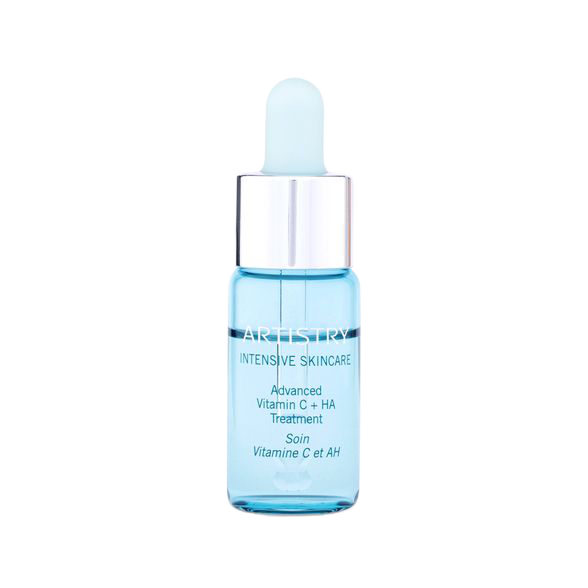 ARTISTRY
INTENSIVE SKINCARE
Advanced
Vitamin C + HA
Treatment
Soin
Vitamine C et AH